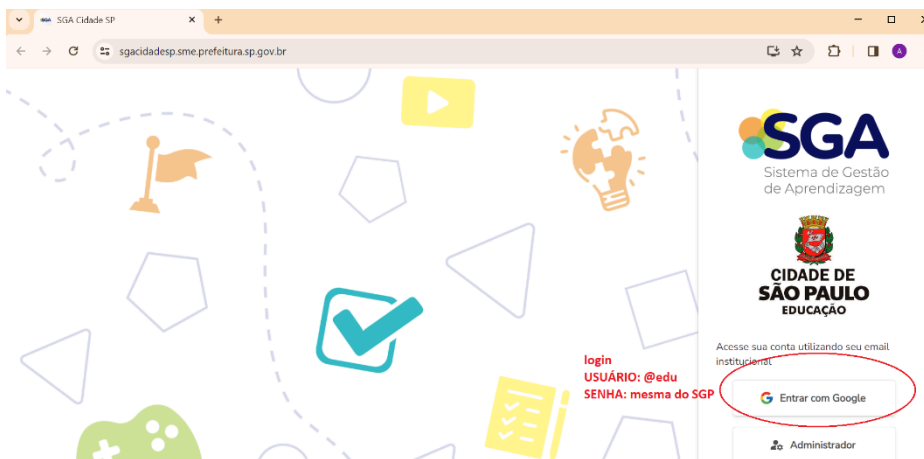 SGA Cidade SP
sgacidadesp.sme.prefeitura.sp.gov.br
A
SGA
Sistema de Gestão
de Aprendizagem
CIDADE DE
SÃO PAULO
EDUCAÇÃO
Acesse sua conta utilizando seu email
institucional
login
USUÁRIO: @edu
SENHA: mesma do SGP
Entrar com Google
Administrador